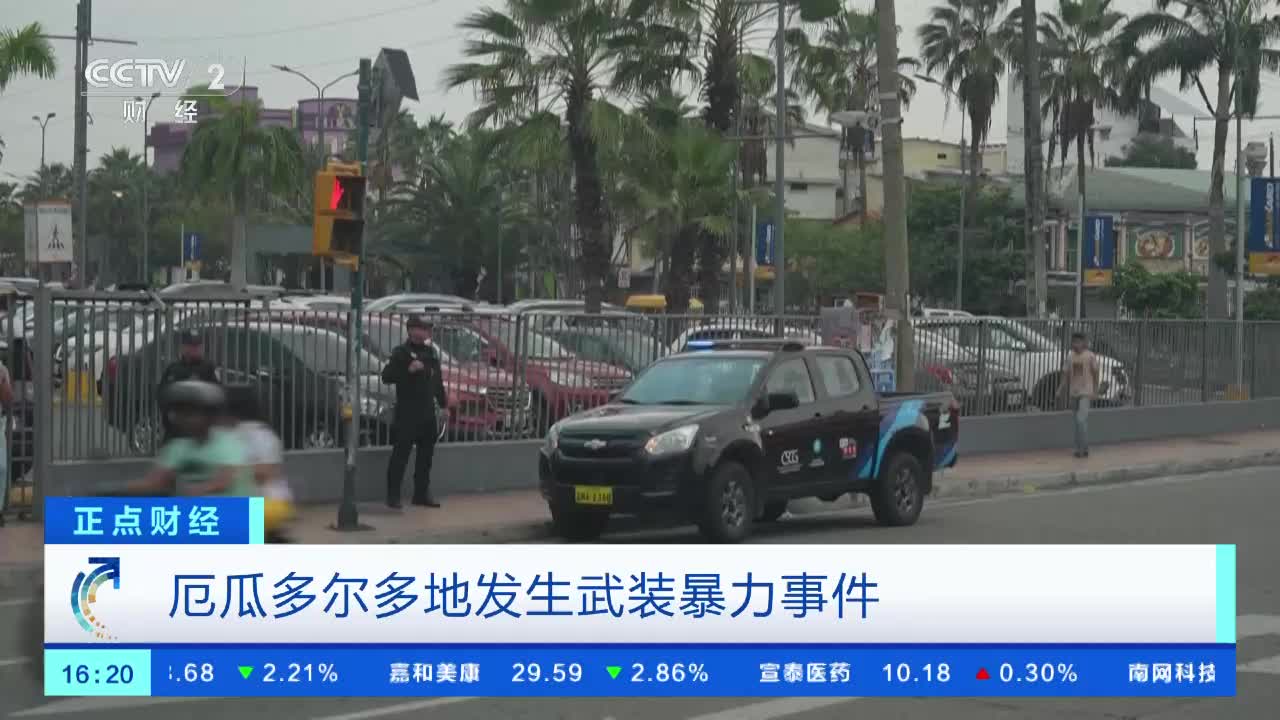 CCTV 2
财经
CSCG
正点财经
厄瓜多尔多地发生武装暴力事件
16:20 3.68 ▼ 2.21% 嘉和美康 29.59 ▼ 2.86% 宣泰医药 10.18 ▲ 0.30% 南网科技